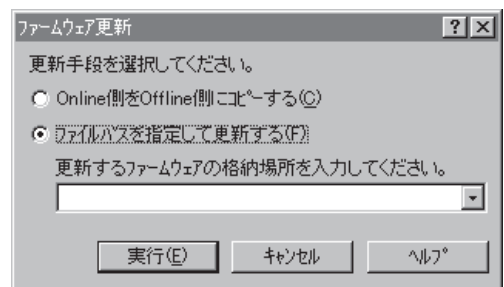 ファームウェア更新
更新手段を選択してください。
Online側をOffline側にコピーする(C)
ファイルパスを指定して更新する(F)
更新するファームウェアの格納場所を入力してください。
実行(E) キャンセル ヘルプ